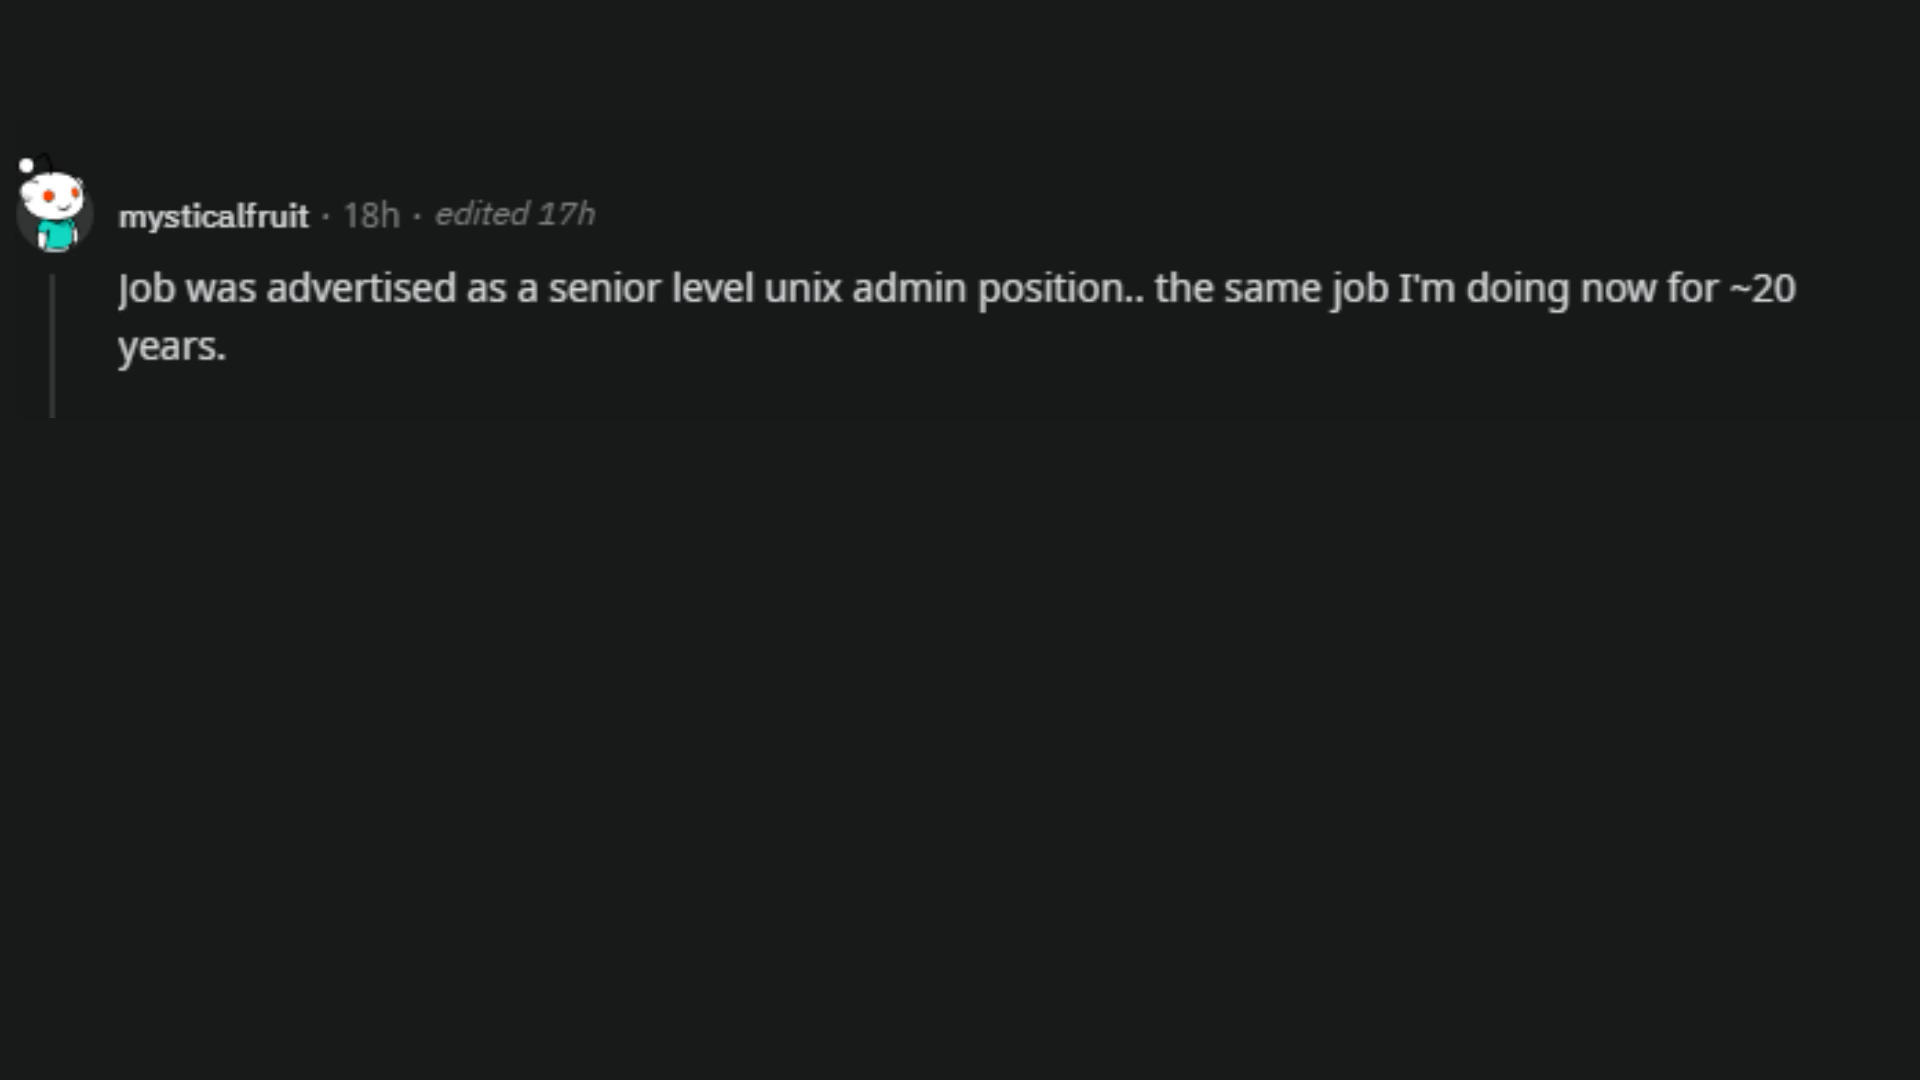 mysticalfruit · 18h · edited 17h
Job was advertised as a senior level unix admin position.. the same job I'm doing now for ~20
years.